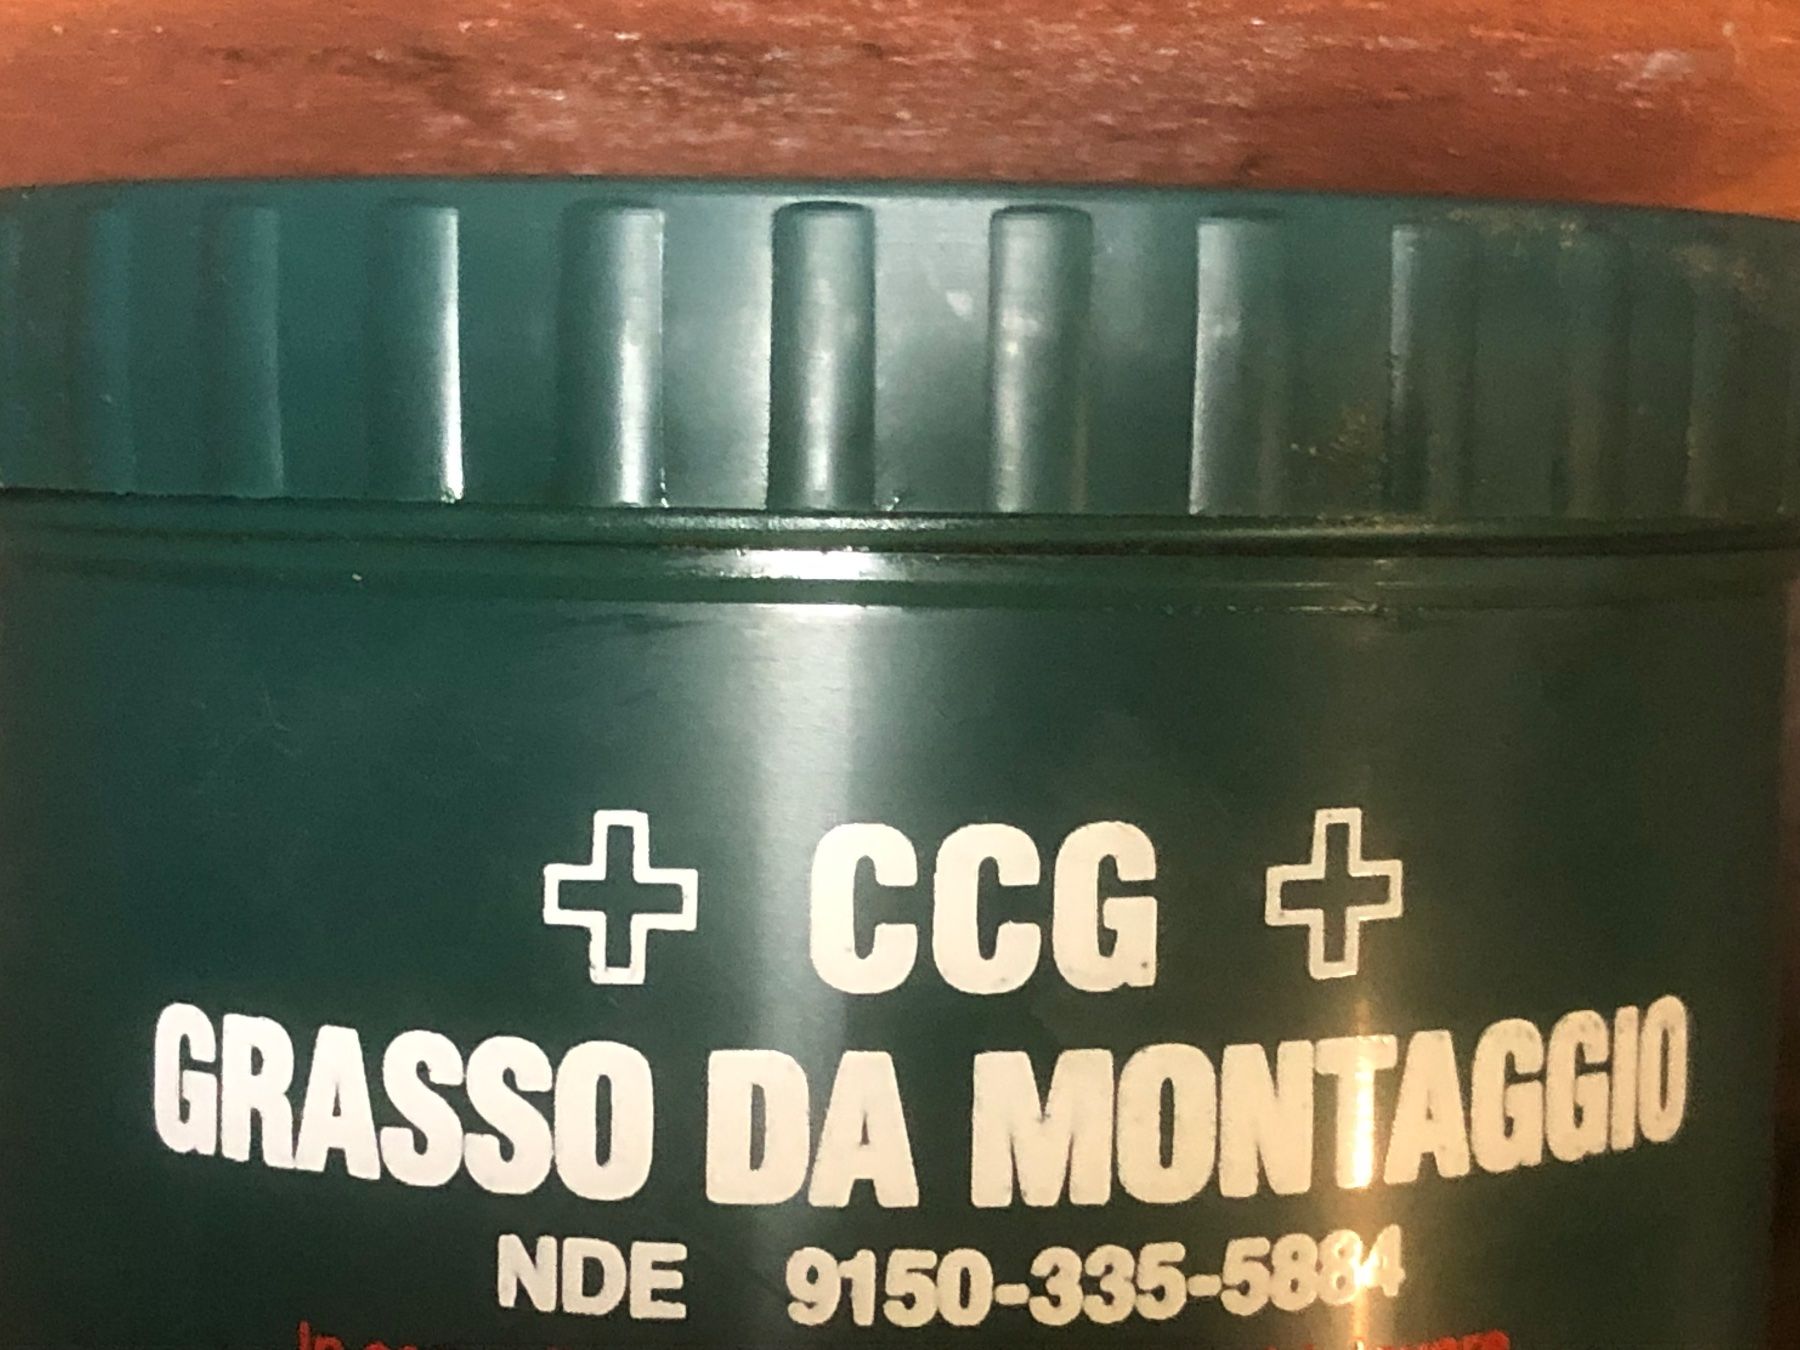 CCG
GRASSO DA MONTAGGIO
NDE 9150-335-5884